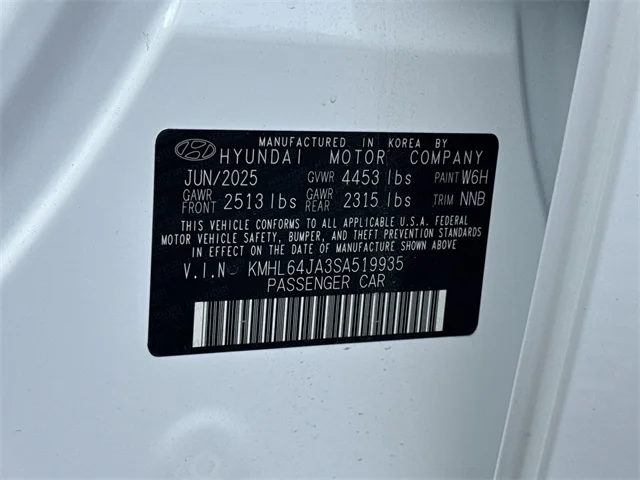 MANUFACTURED IN KOREA BY
HYUNDAI MOTOR COMPANY
JUN/2025 GVWR 4453 lbs PAINT W6H
GAWR FRONT 2513 lbs GAWR REAR 2315 lbs TRIM NNB
THIS VEHICLE CONFORMS TO ALL APPLICABLE U.S.A. FEDERAL
MOTOR VEHICLE SAFETY, BUMPER, AND THEFT PREVENTION
STANDARDS IN EFFECT ON THE DATE OF MANUFACTURE SHOWN ABOVE.
V.I.N KMHL64JA3SA519935
PASSENGER CAR